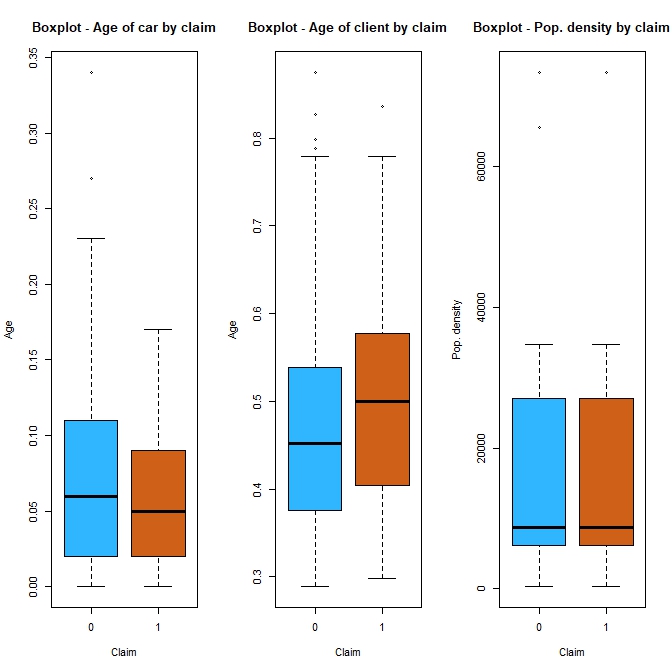 Boxplot - Age of car by claim
Age
0.35
0.30
0.25
0.20
0.15
0.10
0.05
0.00
0
1
Claim
Boxplot - Age of client by claim
Age
0.8
0.7
0.6
0.5
0.4
0.3
0
1
Claim
Boxplot - Pop. density by claim
Pop. density
60000
40000
20000
0
0
1
Claim